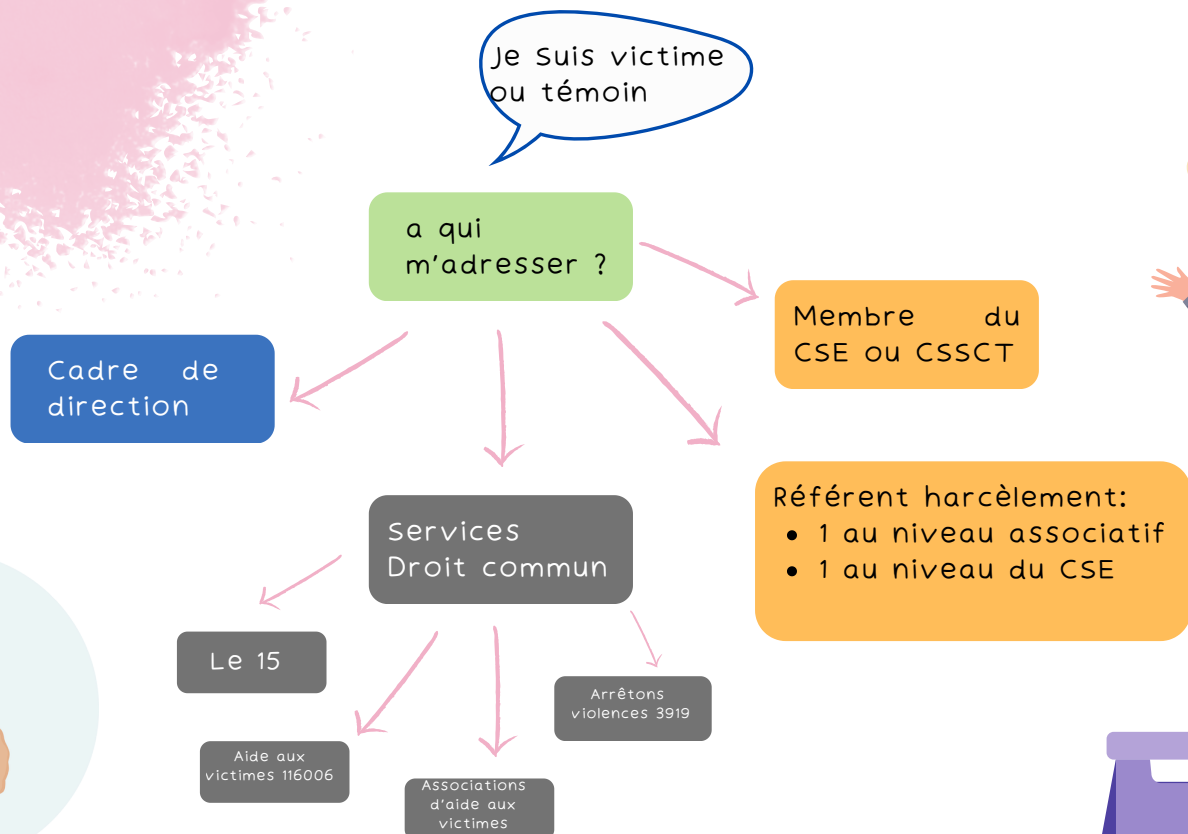 Je Suis victime
ou témoin
a qui
m'adresser ?
Membre du
CSE ou CSSCT
Cadre de
direction
Référent harcèlement:
• 1 au niveau associatif
• 1 au niveau du CSE
Services
Droit commun
Le 15
Arrêtons
violences 3919
Aide aux
victimes 116006
Associations
d'aide aux
victimes